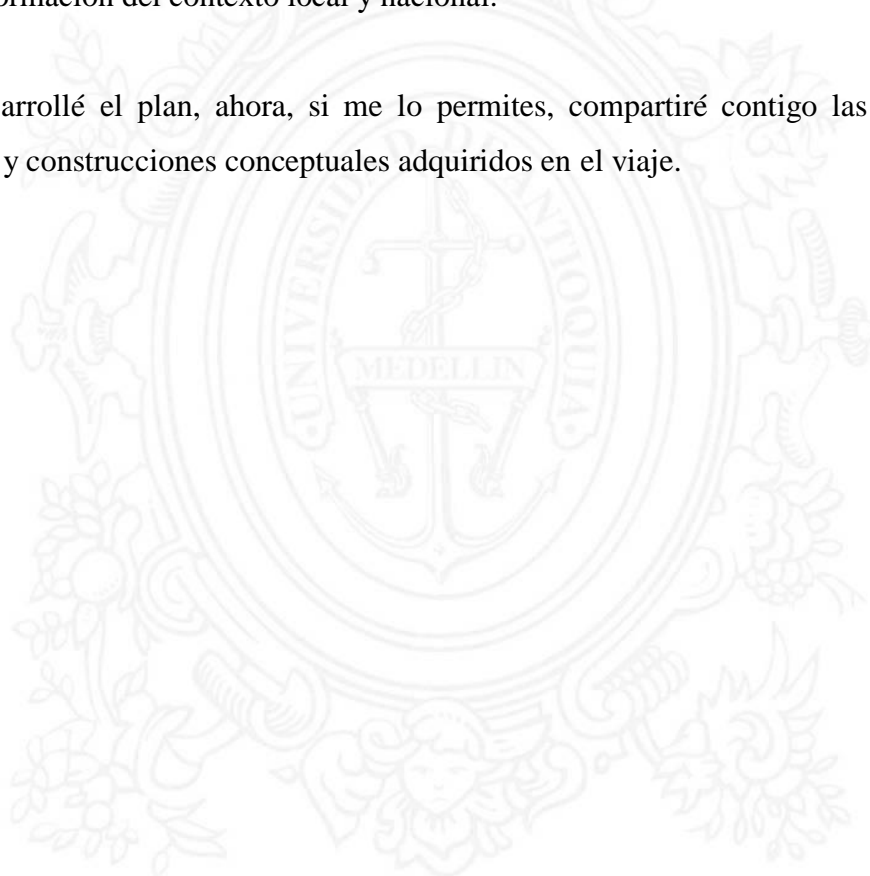 ormación del contexto local y nacional.
arrollé el plan, ahora, si me lo permites, compartiré contigo las
y construcciones conceptuales adquiridos en el viaje.
UNIVERSIDAD DE ANTIOQUIA
MEDELLIN